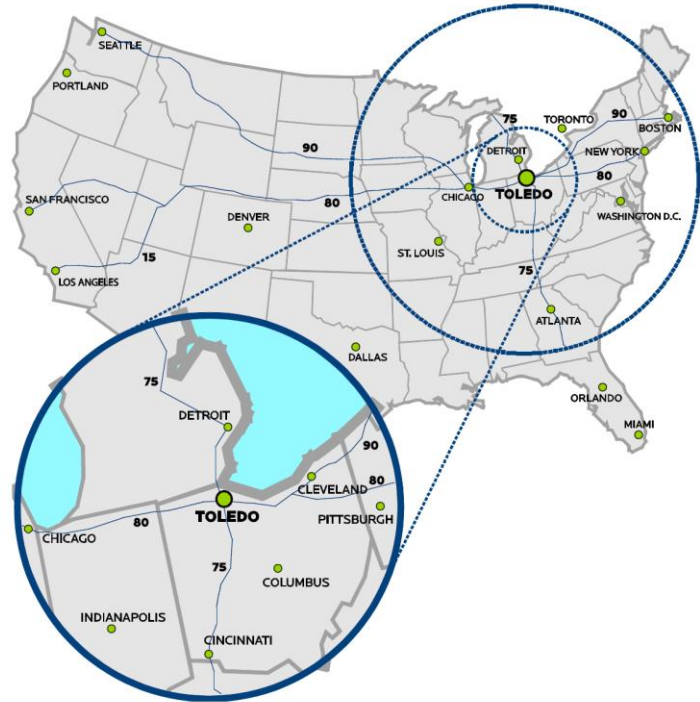 SEATTLE
PORTLAND
90
75
TORONTO
90
BOSTON
DETROIT
NEW YORK
80
CHICAGO
TOLEDO
80
SAN FRANCISCO
WASHINGTON D.C.
DENVER
ST. LOUIS
15
75
LOS ANGELES
ATLANTA
DALLAS
ORLANDO
MIAMI
75
DETROIT
90
80
CLEVELAND
TOLEDO
PITTSBURGH
80
CHICAGO
75
COLUMBUS
INDIANAPOLIS
CINCINNATI